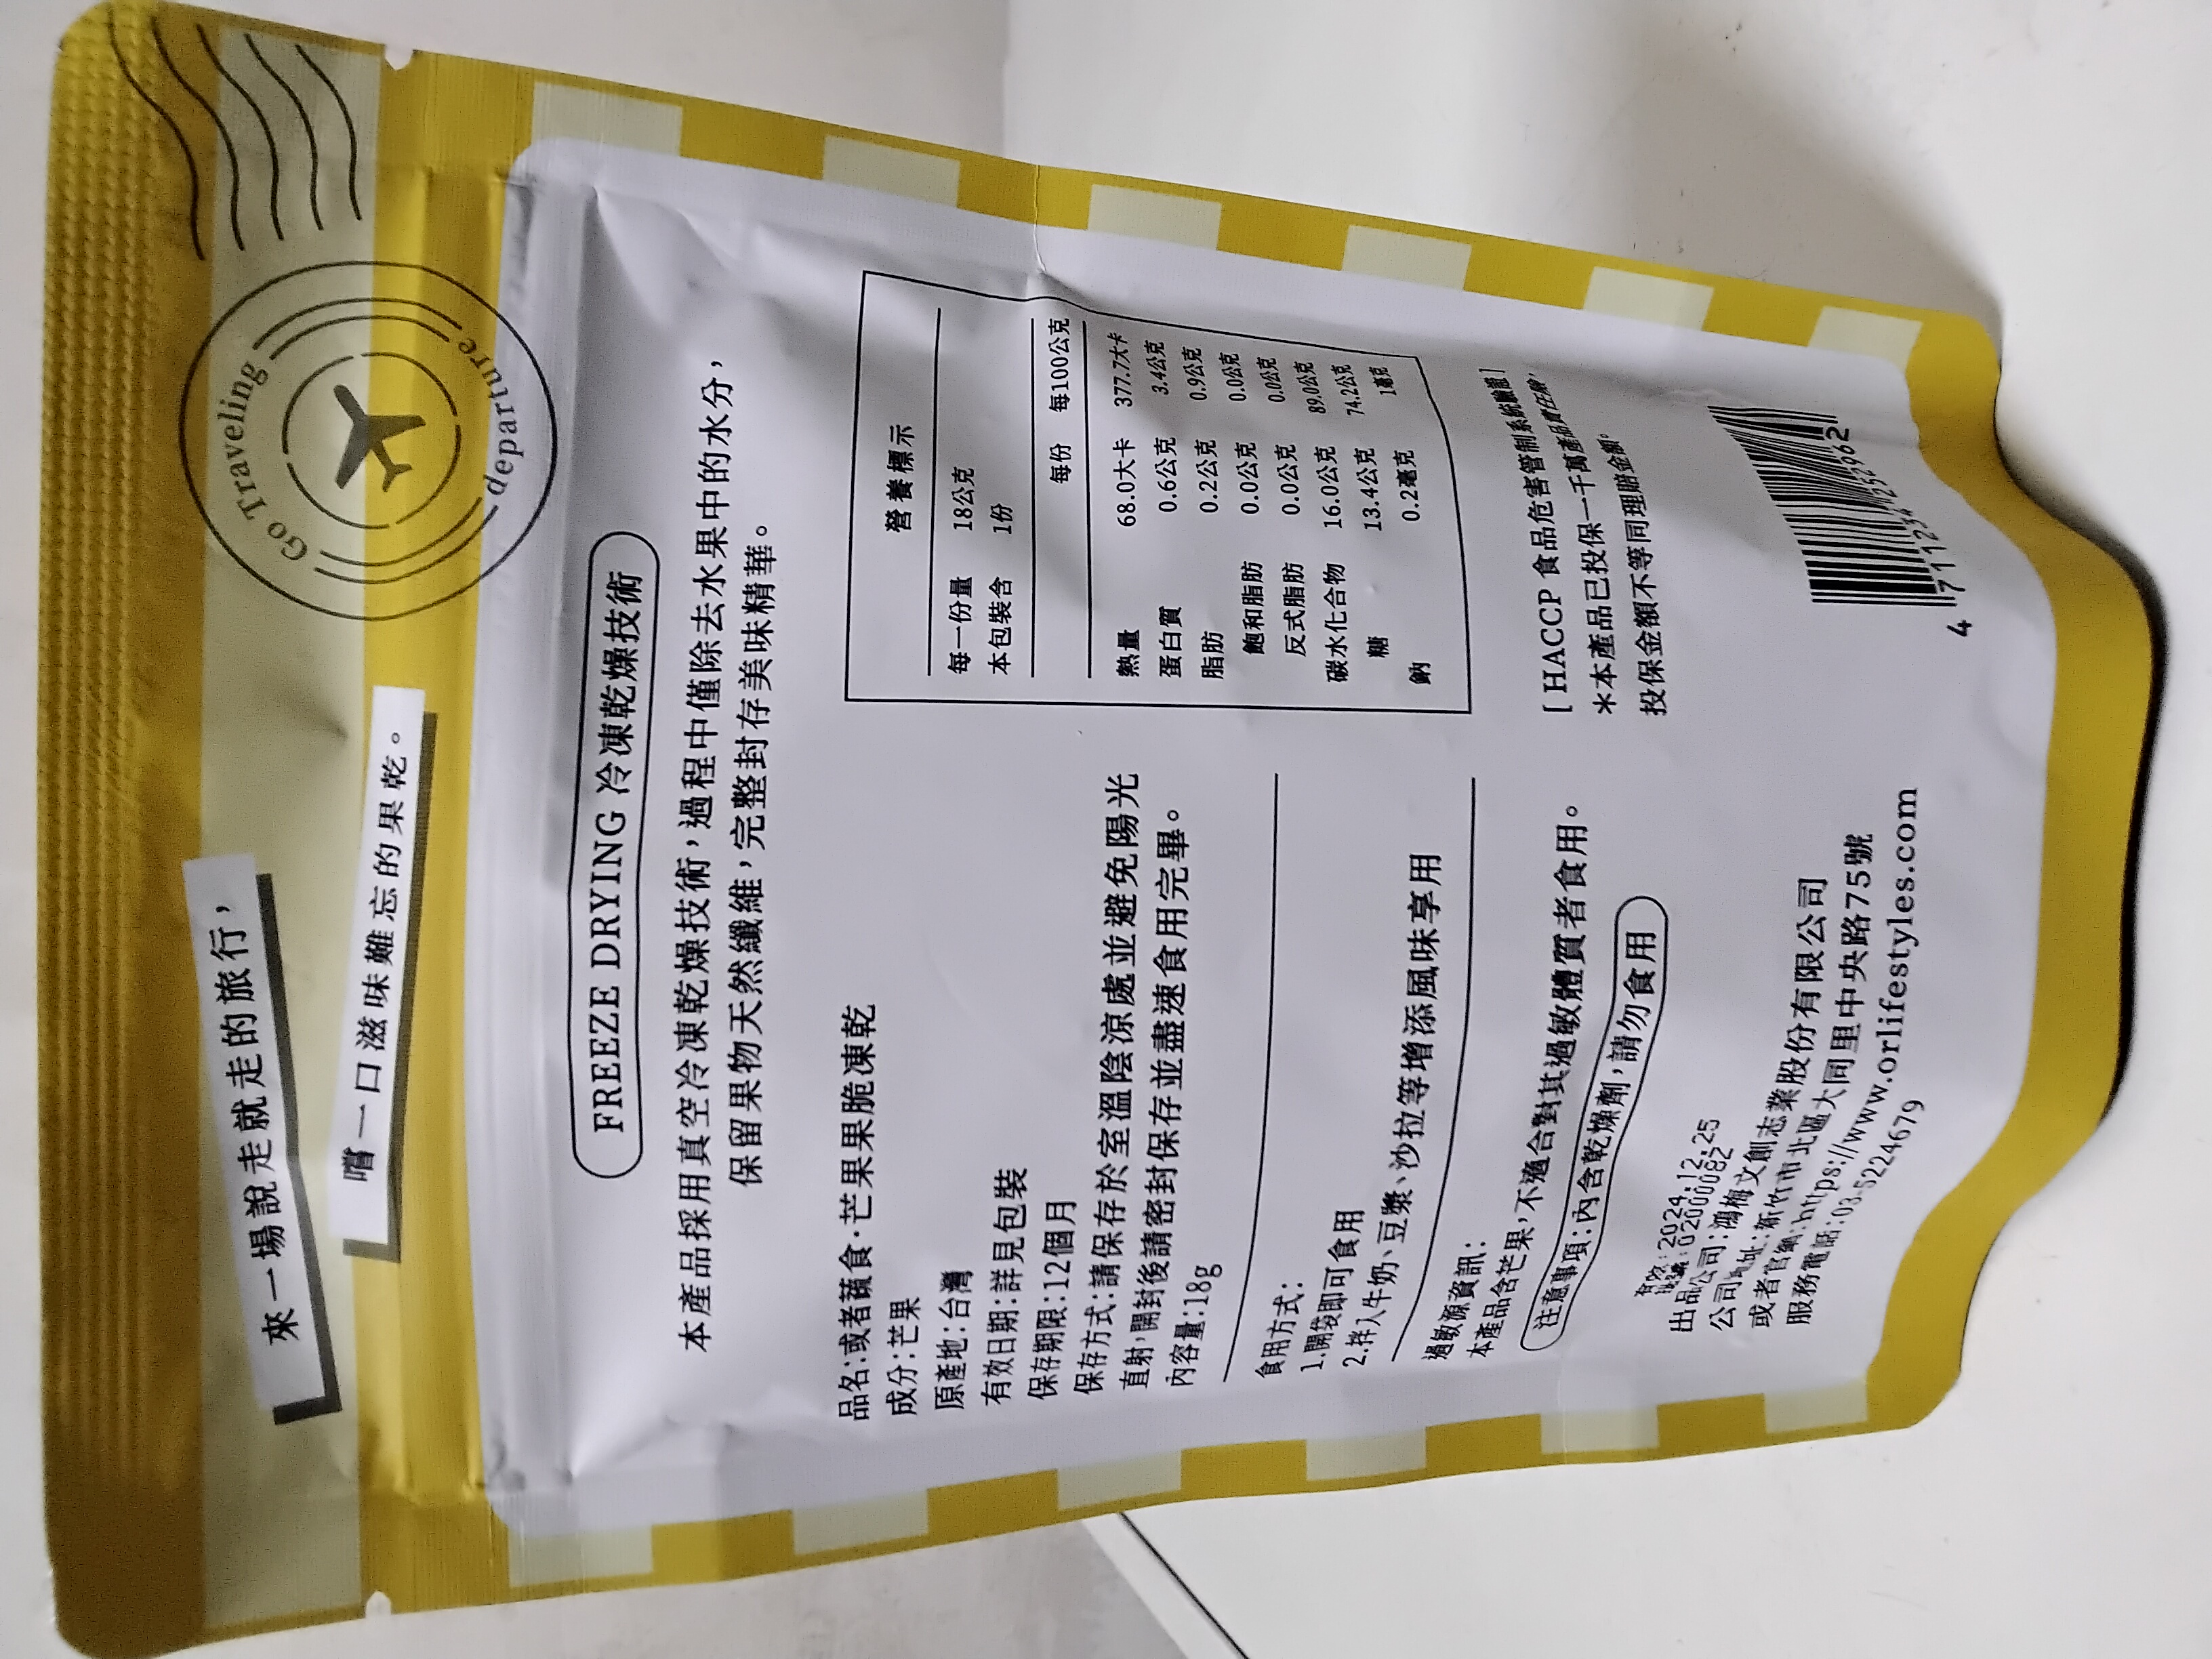 Go Traveling
departure
來一場說走就走的旅行，
嚐一口滋味難忘的果乾。
FREEZE DRYING 冷凍乾燥技術
本產品採用真空冷凍乾燥技術，過程中僅除去水果中的水分，
保留果物天然纖維，完整封存美味精華。
品名：或者蔬食·芒果果脆凍乾
成分：芒果
原產地：台灣
有效日期：詳見包裝
保存期限：12個月
保存方式：請保存於室溫陰涼處並避免陽光
直射，開封後請密封保存並盡速食用完畢。
內容量：18g
食用方式：
1.開袋即可食用
2.拌入牛奶、豆漿、沙拉等增添風味享用
過敏源資訊：
本產品含芒果，不適合對其過敏體質者食用。
注意事項：內含乾燥劑，請勿食用
有效：2024.12.25
批號：020000082
出品公司：鴻梅文創志業股份有限公司
公司地址：新竹市北區大同里中央路75號
或者官網：https://www.orlifestyles.com
服務電話：03-5224679
營養標示
每一份量 18公克
本包裝含 1份
每份 每100公克
熱量 68.0大卡 377.7大卡
蛋白質 0.6公克 3.4公克
脂肪 0.2公克 0.9公克
飽和脂肪 0.0公克 0.0公克
反式脂肪 0.0公克 0.0公克
碳水化合物 16.0公克 89.0公克
糖 13.4公克 74.2公克
鈉 0.2毫克 1毫克
[ HACCP 食品危害管制系統驗證 ]
＊本產品已投保一千萬產品責任險，
投保金額不等同理賠金額。